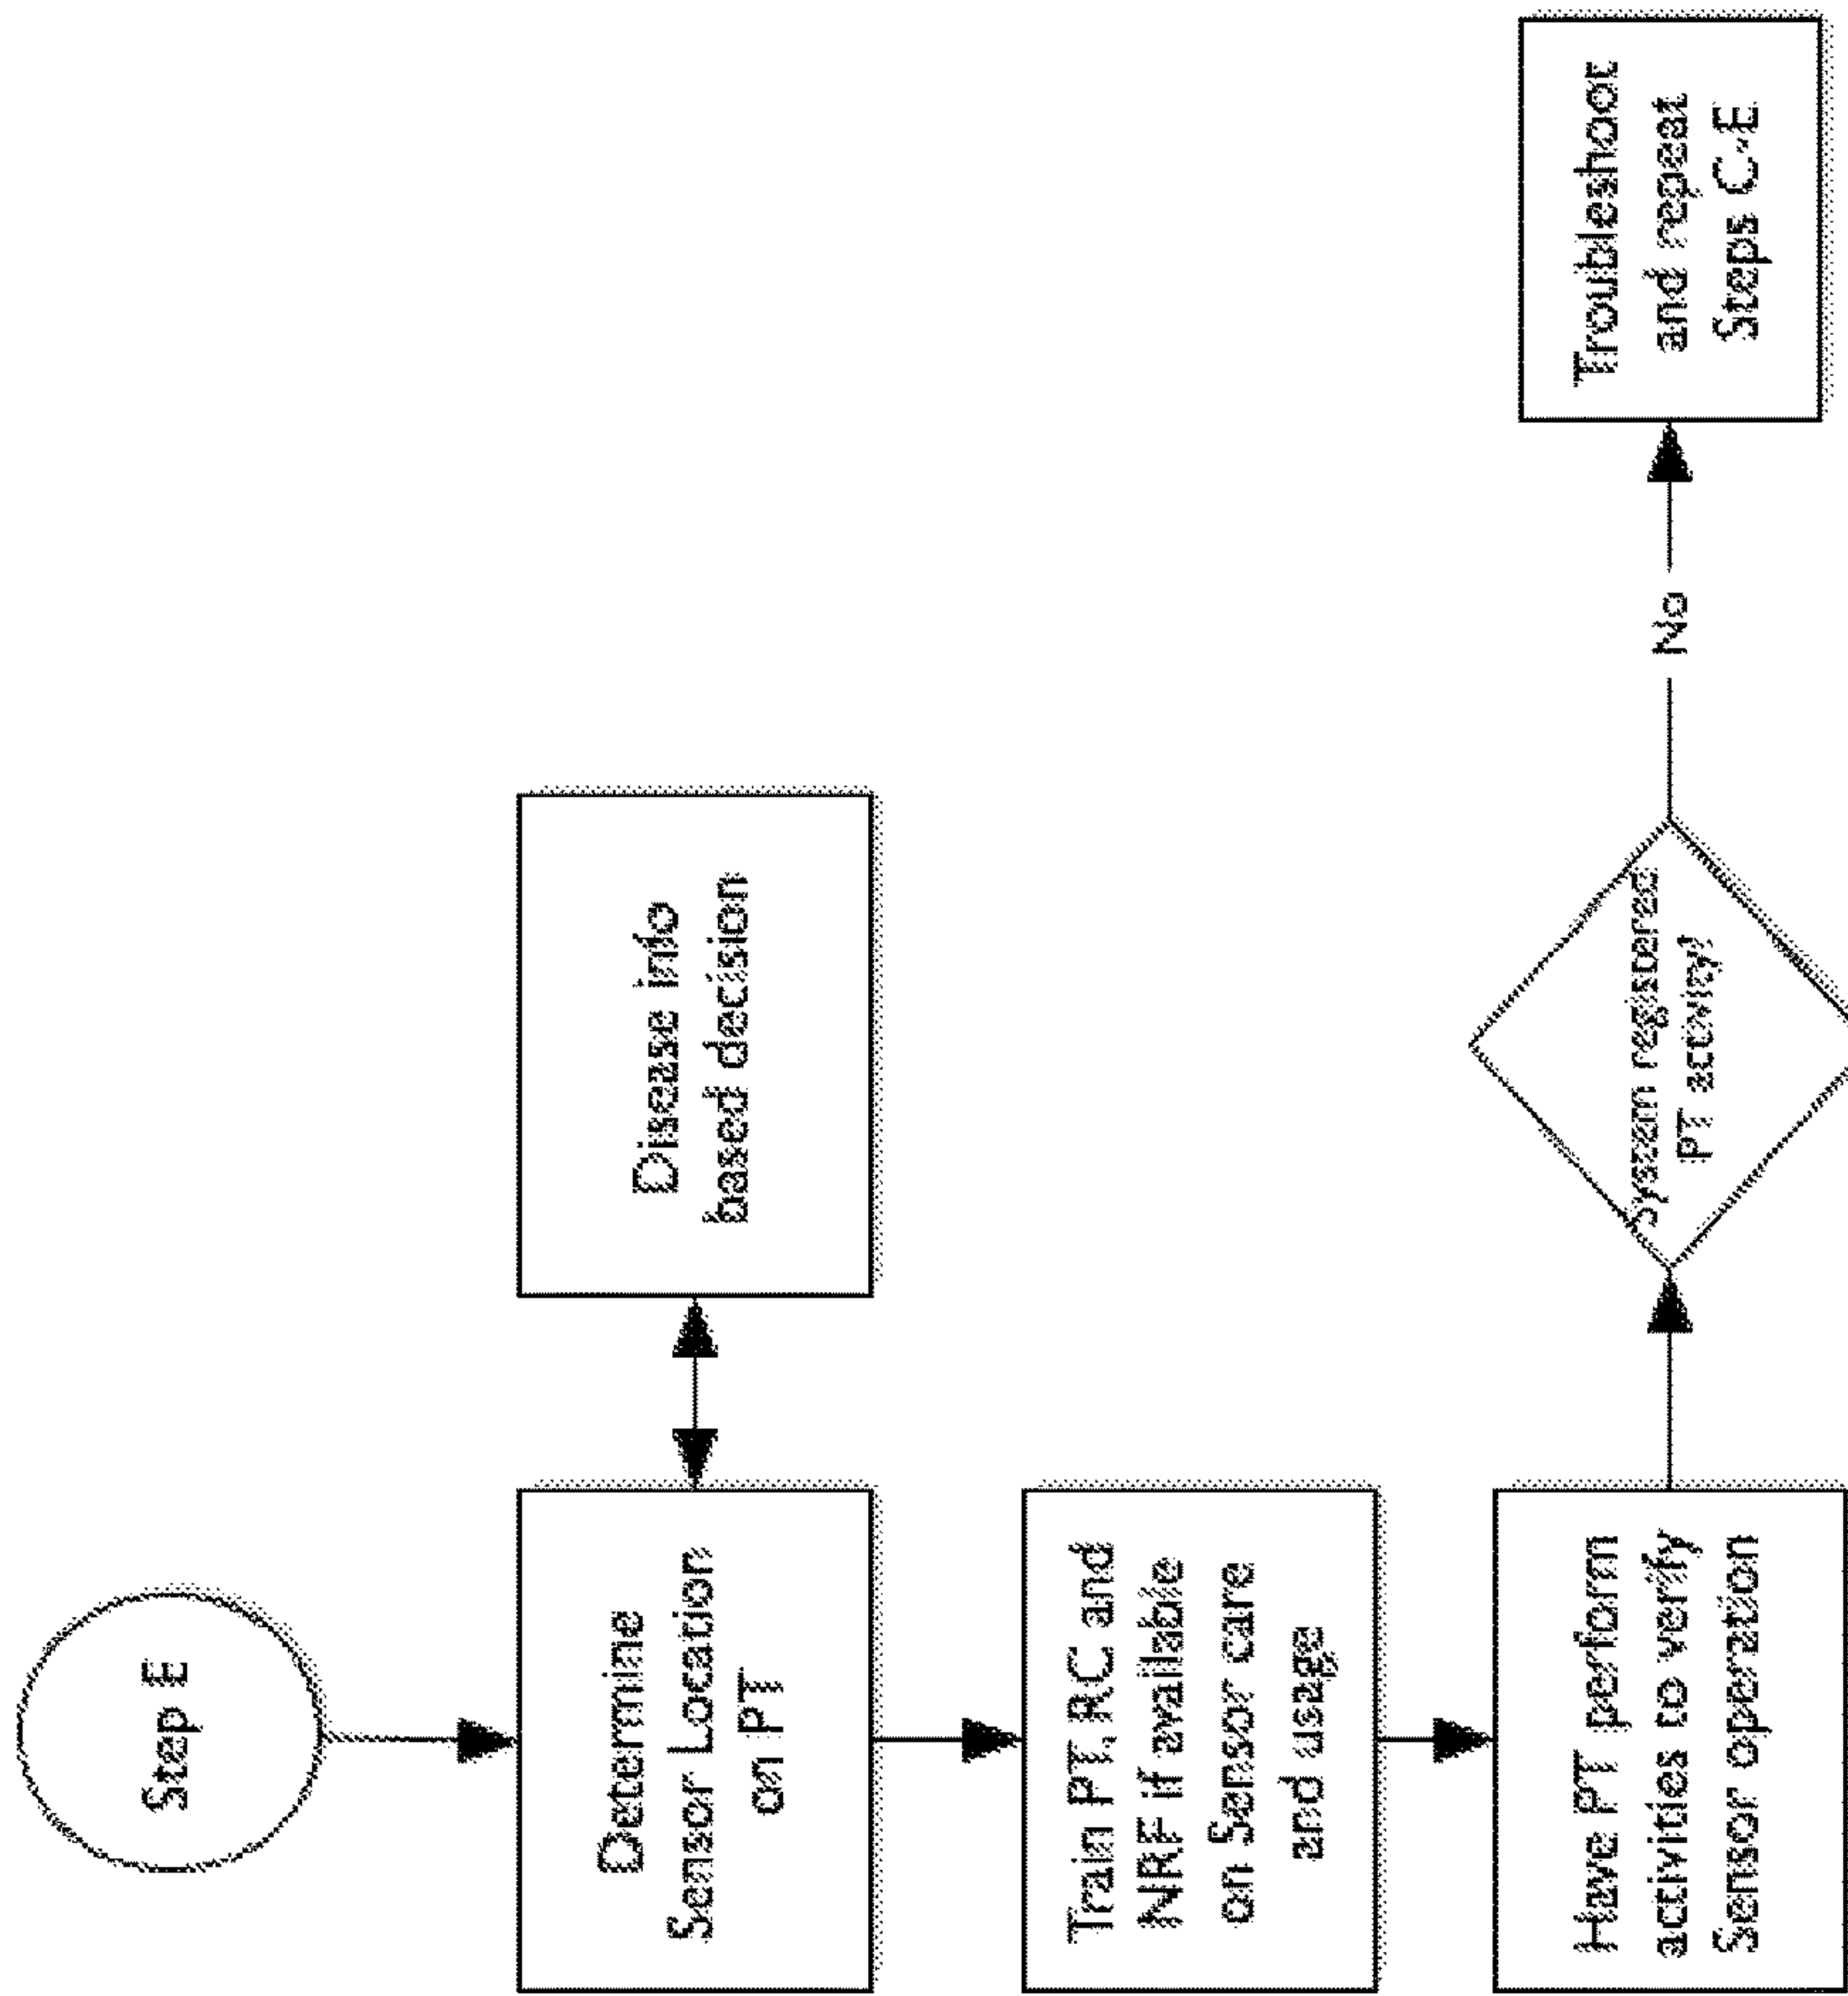 Step E
Determine
Sensor Location
on PT
Disease info
based decision
Train PT, RC and
NRF if available
on Sensor care
and usage
Have PT perform
activities to verify
Sensor operation
System registered
PT activity?
No
Troubleshoot
and repeat
Steps C-E